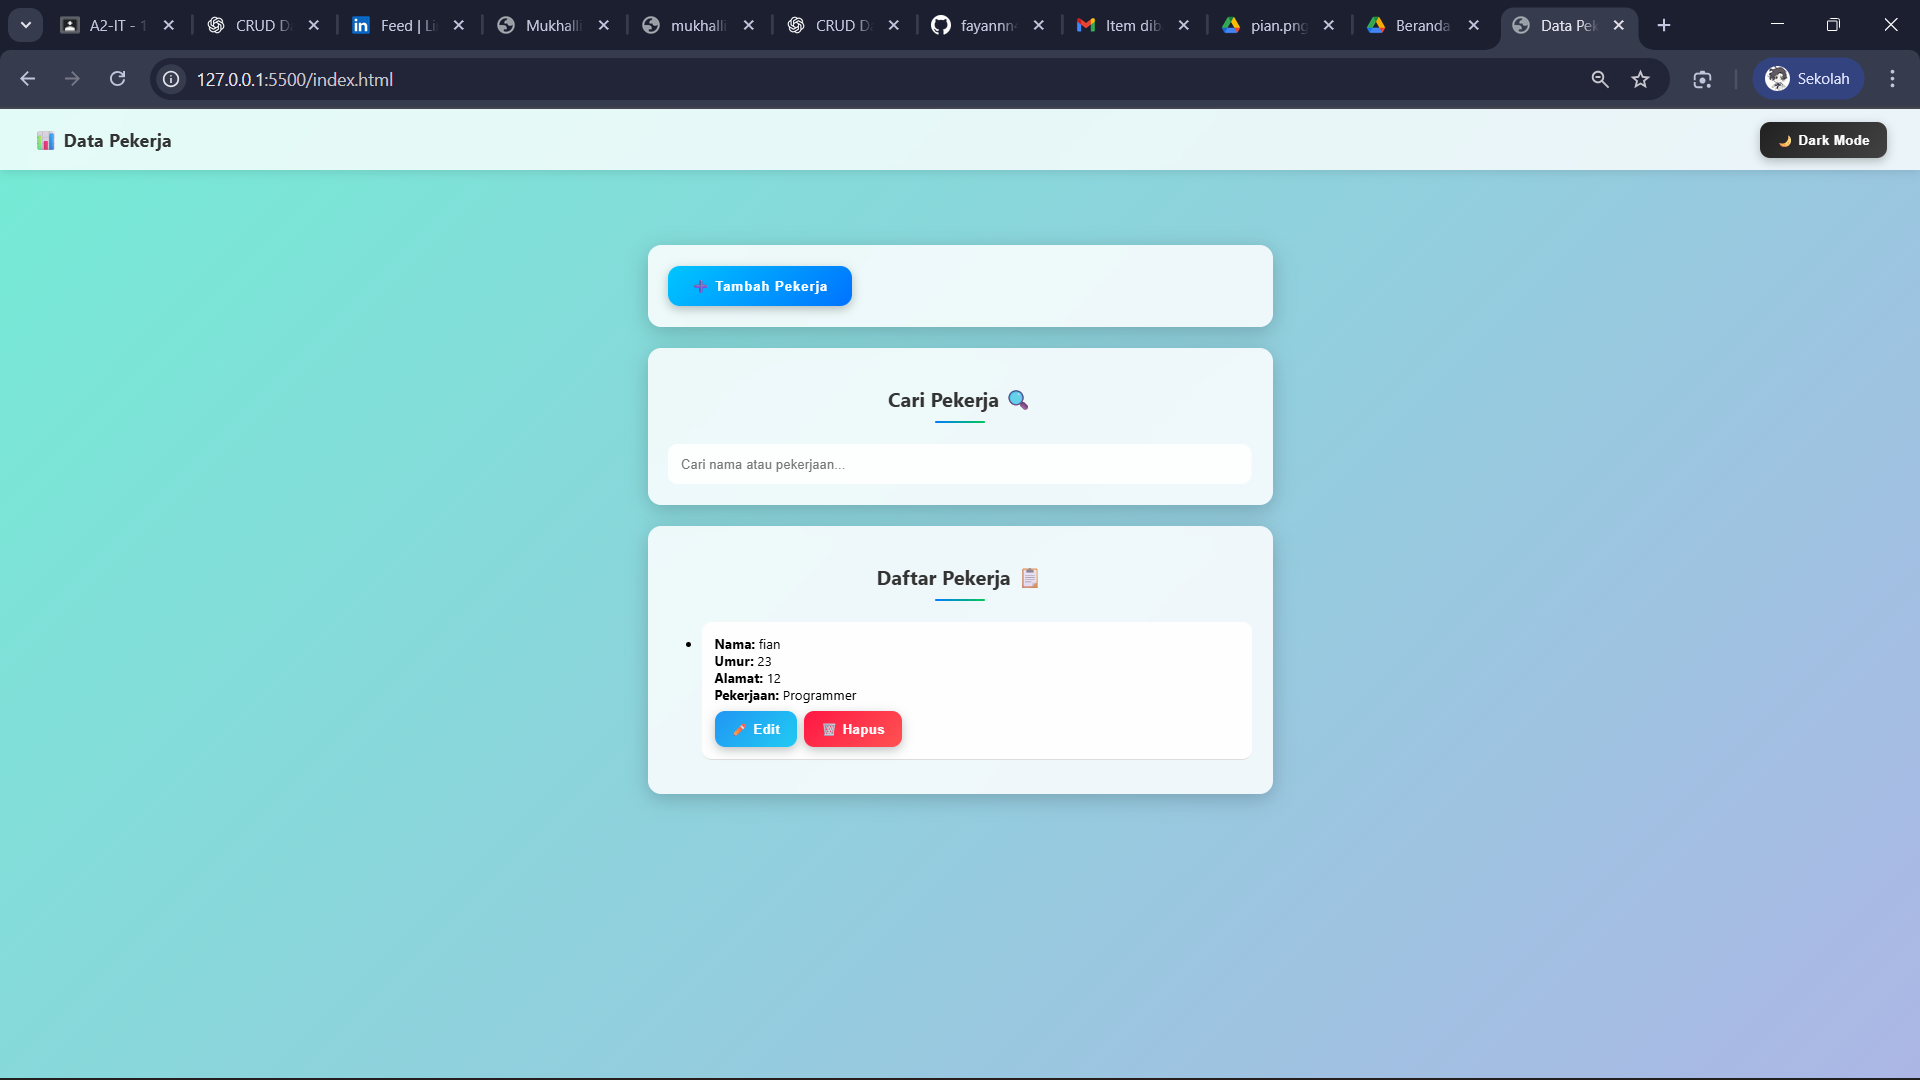 A2-IT - 1
CRUD D
Feed | Li
Mukhalli
mukhalli
CRUD D
fayannn
Item dib
pian.png
Beranda
Data Pek
127.0.0.1:5500/index.html
Sekolah
Data Pekerja
Dark Mode
Tambah Pekerja
Cari Pekerja
Cari nama atau pekerjaan...
Daftar Pekerja
Nama: fian
Umur: 23
Alamat: 12
Pekerjaan: Programmer
Edit
Hapus